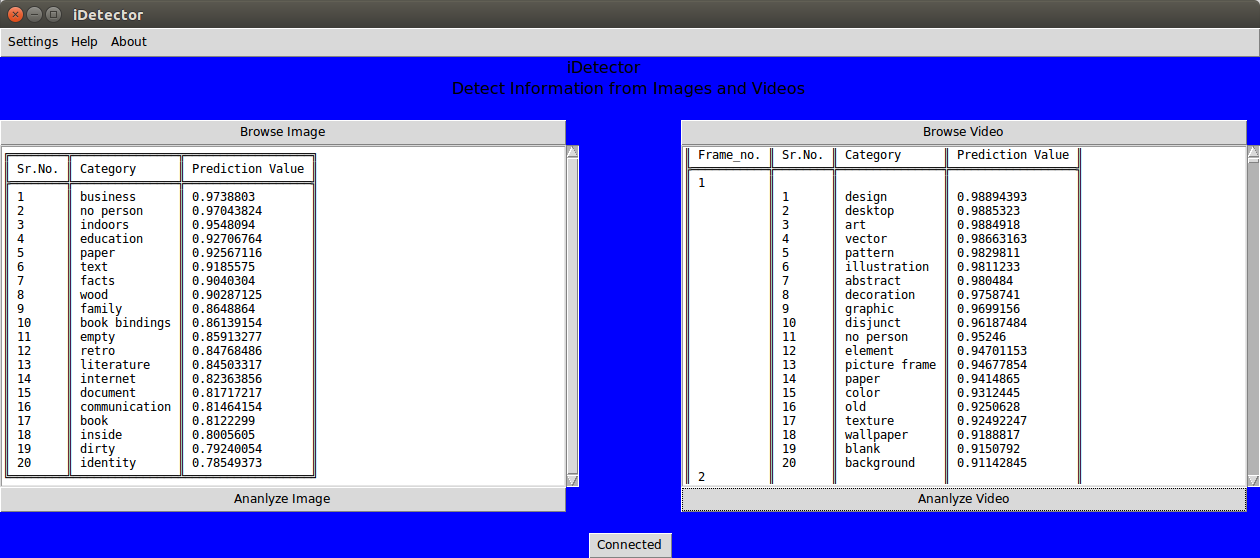 iDetector
Settings Help About
iDetector
Detect Information from Images and Videos
Browse Image
Sr.No. Category Prediction Value
1 business 0.9738803
2 no person 0.97043824
3 indoors 0.9548094
4 education 0.92706764
5 paper 0.92567116
6 text 0.9185575
7 facts 0.9040304
8 wood 0.90287125
9 family 0.8648864
10 book bindings 0.86139154
11 empty 0.85913277
12 retro 0.84768486
13 literature 0.84503317
14 internet 0.82363856
15 document 0.81717217
16 communication 0.81464154
17 book 0.8122299
18 inside 0.8005605
19 dirty 0.79240054
20 identity 0.78549373
Ananlyze Image
Browse Video
Frame_no. Sr.No. Category Prediction Value
1
1 design 0.98894393
2 desktop 0.9885323
3 art 0.9884918
4 vector 0.98663163
5 pattern 0.9829811
6 illustration 0.9811233
7 abstract 0.980484
8 decoration 0.9758741
9 graphic 0.9699156
10 disjunct 0.96187484
11 no person 0.95246
12 element 0.94701153
13 picture frame 0.94677854
14 paper 0.9414865
15 color 0.9312445
16 old 0.9250628
17 texture 0.92492247
18 wallpaper 0.9188817
19 blank 0.9150792
20 background 0.91142845
2
Ananlyze Video
Connected